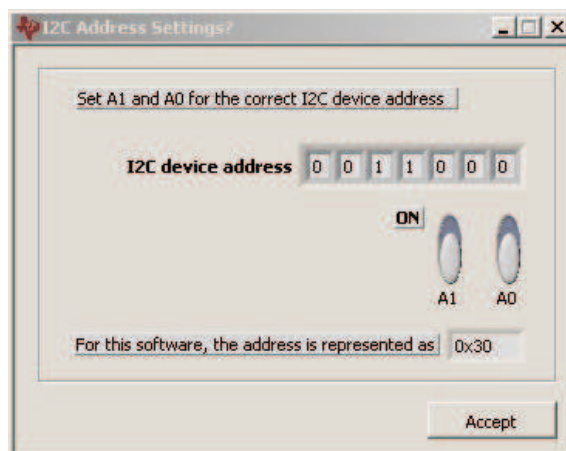 I2C Address Settings?
Set A1 and A0 for the correct I2C device address
I2C device address 0 0 1 1 0 0 0
ON
A1 A0
For this software, the address is represented as 0x30
Accept